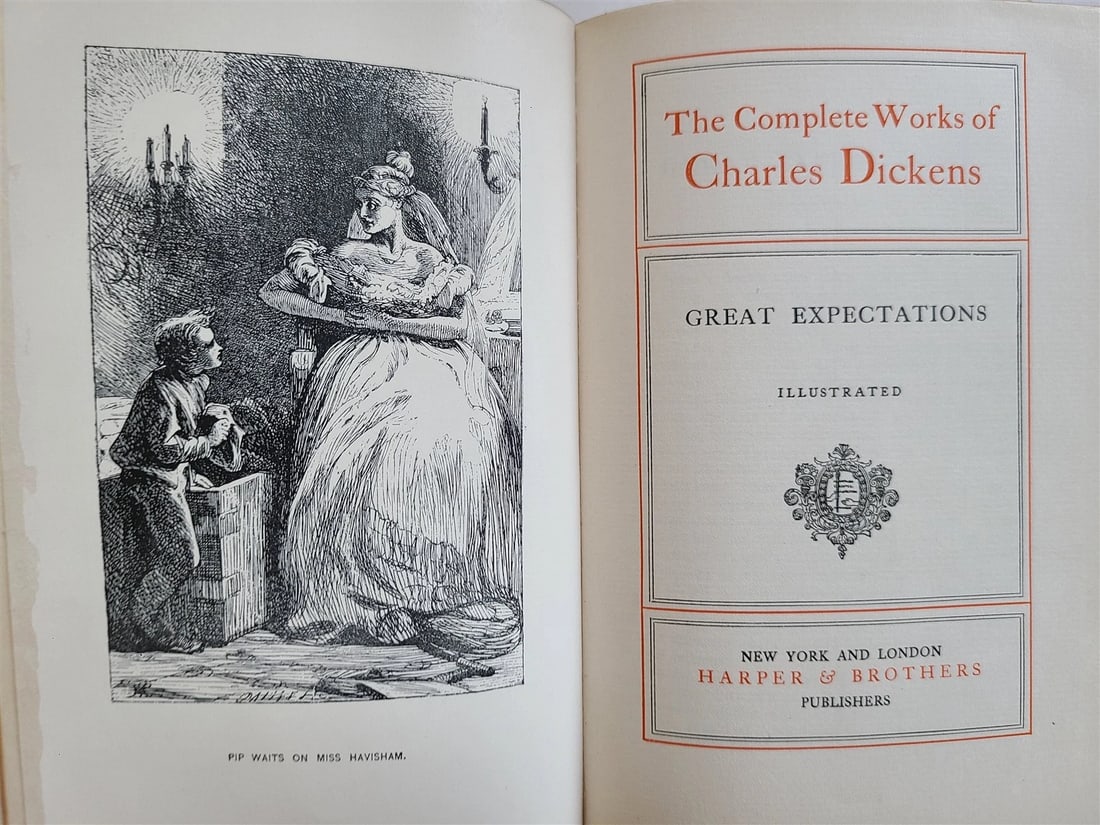 PIP WAITS ON MISS HAVISHAM.
The Complete Works of
Charles Dickens
GREAT EXPECTATIONS
ILLUSTRATED
NEW YORK AND LONDON
HARPER & BROTHERS
PUBLISHERS